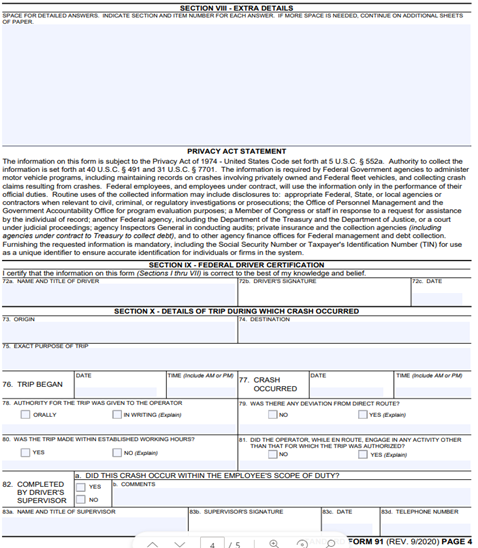 SECTION VIII - EXTRA DETAILS
SPACE FOR DETAILED ANSWERS. INDICATE SECTION AND ITEM NUMBER FOR EACH ANSWER. IF MORE SPACE IS NEEDED, CONTINUE ON ADDITIONAL SHEETS
OF PAPER.
PRIVACY ACT STATEMENT
The information on this form is subject to the Privacy Act of 1974 - United States Code set forth at 5 U.S.C. § 552a. Authority to collect the
information is set forth at 40 U.S.C. § 491 and 31 U.S.C. § 7701. The information is required by Federal Government agencies to administer
motor vehicle programs, including maintaining records on crashes involving privately owned and Federal fleet vehicles, and collecting crash
claims resulting from crashes. Federal employees, and employees under contract, will use the information only in the performance of their
official duties. Routine uses of the collected information may include disclosures to: appropriate Federal, State, or local agencies or
contractors when relevant to civil, criminal, or regulatory investigations or prosecutions; the Office of Personnel Management and the
Government Accountability Office for program evaluation purposes; a Member of Congress or staff in response to a request for assistance
by the individual of record; another Federal agency, including the Department of the Treasury and the Department of Justice, or a court
under judicial proceedings; agency Inspectors General in conducting audits; private insurance and the collection agencies (including
agencies under contract to Treasury to collect debt), and to other agency finance offices for Federal management and debt collection.
Furnishing the requested information is mandatory, including the Social Security Number or Taxpayer's Identification Number (TIN) for use
as a unique identifier to ensure accurate identification for individuals or firms in the system.
SECTION IX - FEDERAL DRIVER CERTIFICATION
I certify that the information on this form (Sections I thru VII) is correct to the best of my knowledge and belief.
72a. NAME AND TITLE OF DRIVER 72b. DRIVER'S SIGNATURE 72c. DATE
SECTION X - DETAILS OF TRIP DURING WHICH CRASH OCCURRED
73. ORIGIN 74. DESTINATION
75. EXACT PURPOSE OF TRIP
76. TRIP BEGAN DATE TIME (Include AM or PM) 77. CRASH OCCURRED DATE TIME (Include AM or PM)
78. AUTHORITY FOR THE TRIP WAS GIVEN TO THE OPERATOR 79. WAS THERE ANY DEVIATION FROM DIRECT ROUTE?
ORALLY IN WRITING (Explain) NO YES (Explain)
80. WAS THE TRIP MADE WITHIN ESTABLISHED WORKING HOURS? 81. DID THE OPERATOR, WHILE EN ROUTE, ENGAGE IN ANY ACTIVITY OTHER
THAN THAT FOR WHICH THE TRIP WAS AUTHORIZED?
YES NO (Explain) NO YES (Explain)
82. COMPLETED
BY DRIVER'S
SUPERVISOR
a. DID THIS CRASH OCCUR WITHIN THE EMPLOYEE'S SCOPE OF DUTY?
YES b. COMMENTS
NO
83a. NAME AND TITLE OF SUPERVISOR 83b. SUPERVISOR'S SIGNATURE 83c. DATE 83d. TELEPHONE NUMBER
4 / 5 FORM 91 (REV. 9/2020) PAGE 4